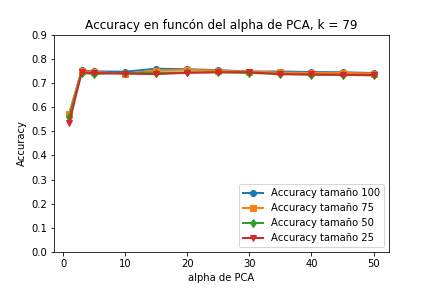 Accuracy en funcón del alpha de PCA, k = 79
Accuracy
0.9
0.8
0.7
0.6
0.5
0.4
0.3
0.2
0.1
0.0
Accuracy tamaño 100
Accuracy tamaño 75
Accuracy tamaño 50
Accuracy tamaño 25
0 10 20 30 40 50
alpha de PCA